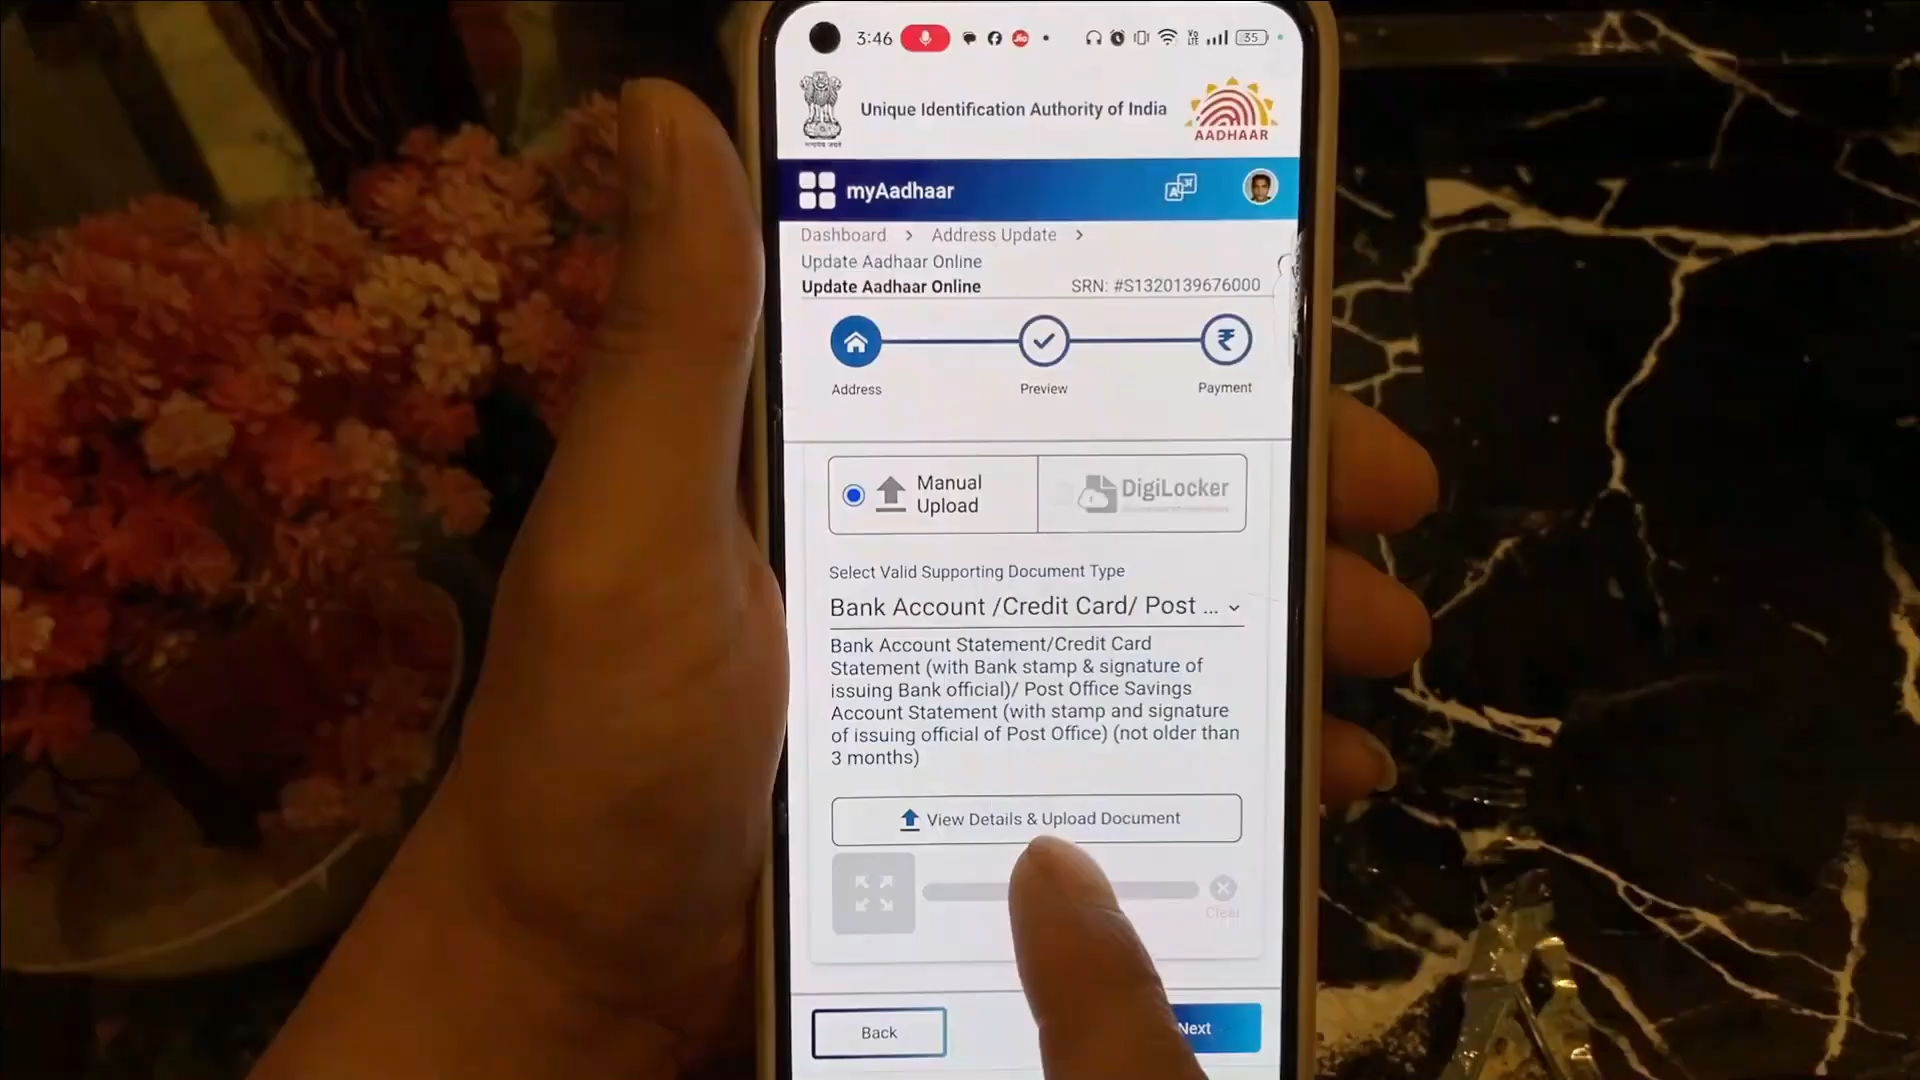 3:46
35
Unique Identification Authority of India
AADHAAR
myAadhaar
Dashboard > Address Update >
Update Aadhaar Online
Update Aadhaar Online SRN: #S1320139676000
Address Preview Payment
Manual Upload
DigiLocker
Select Valid Supporting Document Type
Bank Account /Credit Card/ Post ...
Bank Account Statement/Credit Card
Statement (with Bank stamp & signature of
issuing Bank official)/ Post Office Savings
Account Statement (with stamp and signature
of issuing official of Post Office) (not older than
3 months)
View Details & Upload Document
Clear
Back Next